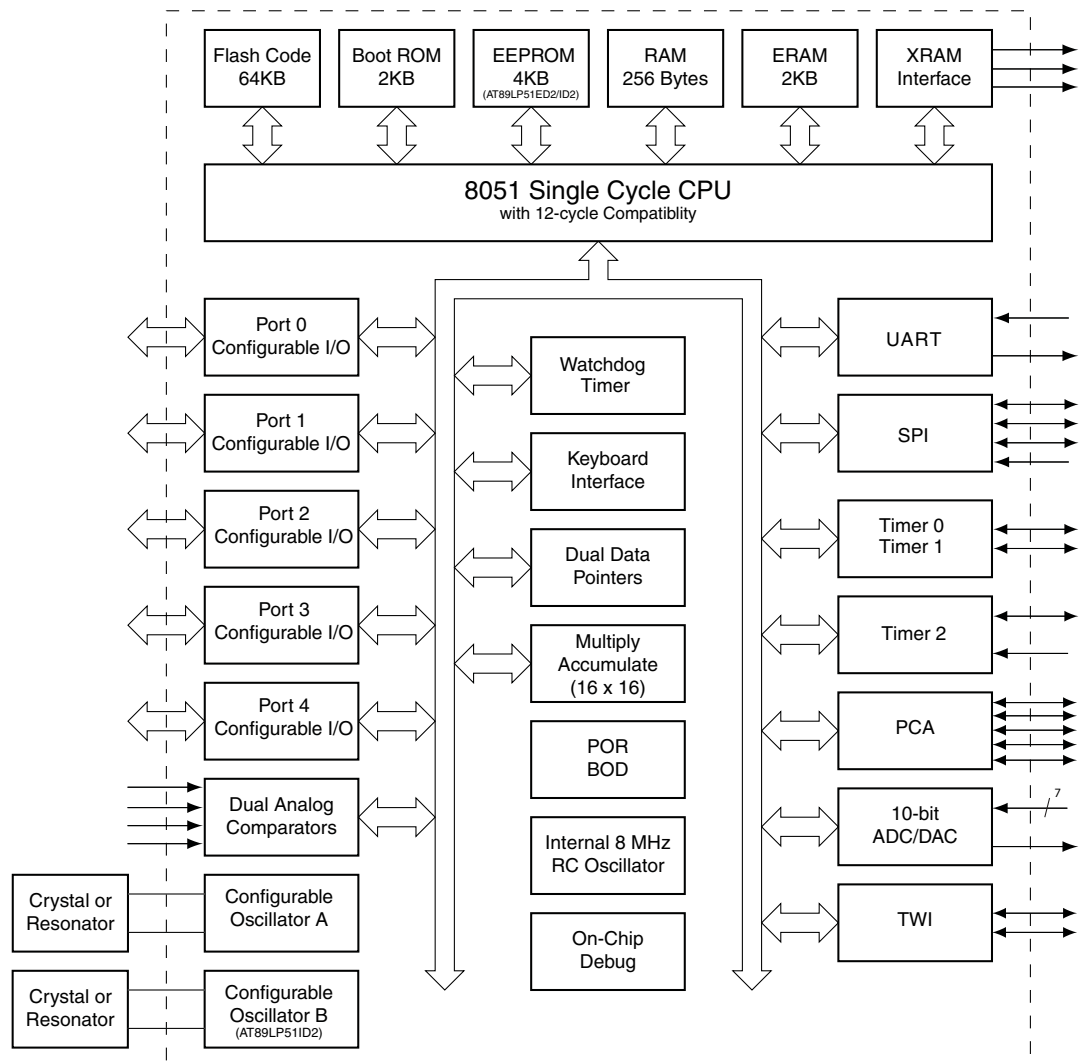 Flash Code
64KB
Boot ROM
2KB
EEPROM
4KB
(AT89LP51ED2/ID2)
RAM
256 Bytes
ERAM
2KB
XRAM
Interface
8051 Single Cycle CPU
with 12-cycle Compatiblity
Port 0
Configurable I/O
Port 1
Configurable I/O
Port 2
Configurable I/O
Port 3
Configurable I/O
Port 4
Configurable I/O
Dual Analog
Comparators
Crystal or
Resonator
Configurable
Oscillator A
Crystal or
Resonator
Configurable
Oscillator B
(AT89LP51ID2)
Watchdog
Timer
Keyboard
Interface
Dual Data
Pointers
Multiply
Accumulate
(16 x 16)
POR
BOD
Internal 8 MHz
RC Oscillator
On-Chip
Debug
UART
SPI
Timer 0
Timer 1
Timer 2
PCA
10-bit
ADC/DAC
7
TWI